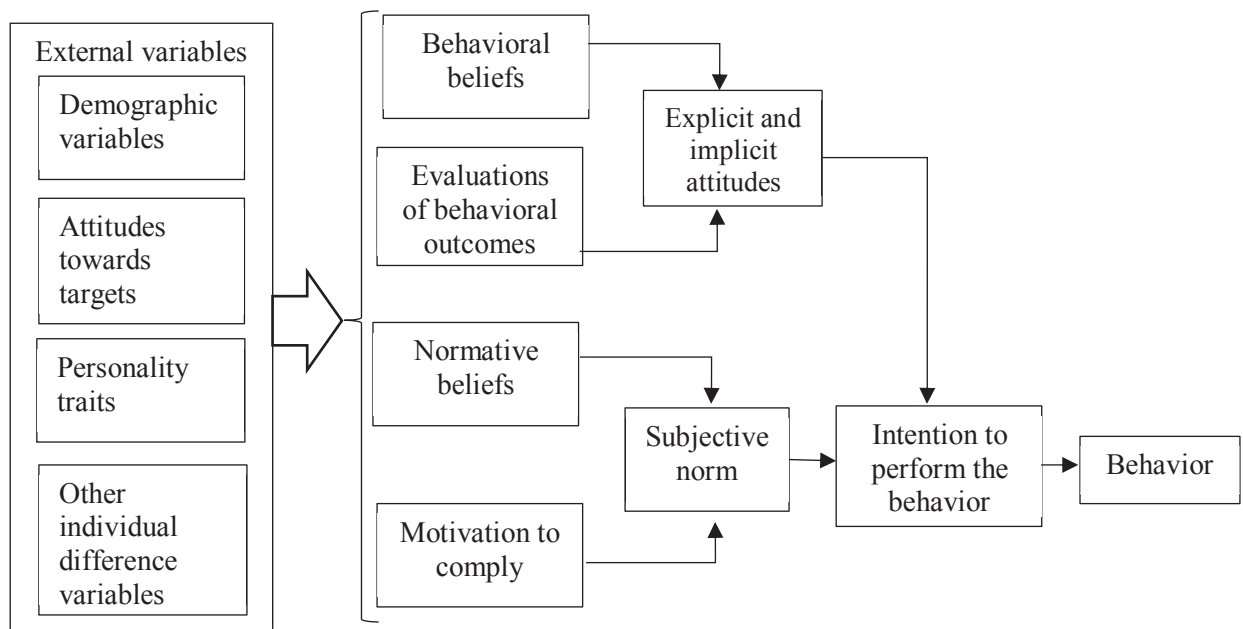 External variables
Demographic
variables
Attitudes
towards
targets
Personality
traits
Other
individual
difference
variables
Behavioral
beliefs
Evaluations
of behavioral
outcomes
Normative
beliefs
Motivation to
comply
Explicit and
implicit
attitudes
Subjective
norm
Intention to
perform the
behavior
Behavior